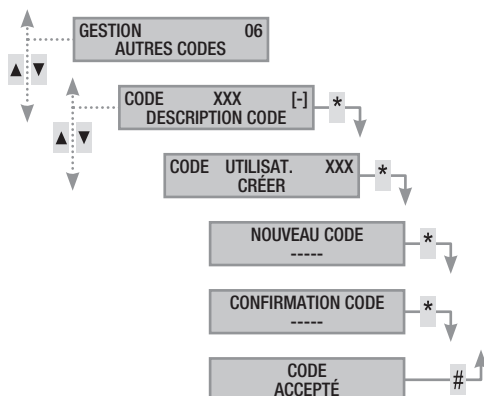 GESTION 06
AUTRES CODES
▲ ▼
CODE XXX [-] *
DESCRIPTION CODE
▲ ▼
CODE UTILISAT. XXX *
CRÉER
NOUVEAU CODE *
-----
CONFIRMATION CODE *
-----
CODE
ACCEPTÉ #